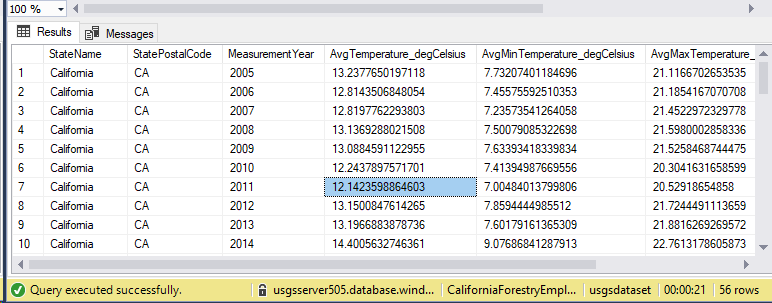 100 %
Results Messages
StateName StatePostalCode MeasurementYear AvgTemperature_degCelsius AvgMinTemperature_degCelsius AvgMaxTemperature_
1 California CA 2005 13.2377650197118 7.73207401184696 21.1166702653535
2 California CA 2006 12.8143506848054 7.45575592510353 21.1854167070708
3 California CA 2007 12.8197762293803 7.23573541264058 21.4522972329778
4 California CA 2008 13.1369288021508 7.50079085322698 21.5980002858336
5 California CA 2009 13.0884591122955 7.63393418339834 21.5258468744475
6 California CA 2010 12.2437897571701 7.41394987669556 20.3041631658599
7 California CA 2011 12.1423598864603 7.00484013799806 20.52918654858
8 California CA 2012 13.1500847614265 7.8594444985512 21.7244491113659
9 California CA 2013 13.1966883878736 7.60179161365309 21.8816269269572
10 California CA 2014 14.4005632746361 9.07686841287913 22.7613178605873
Query executed successfully. usgsserver505.database.wind... CaliforniaForestryEmpl... usgsdataset 00:00:21 56 rows